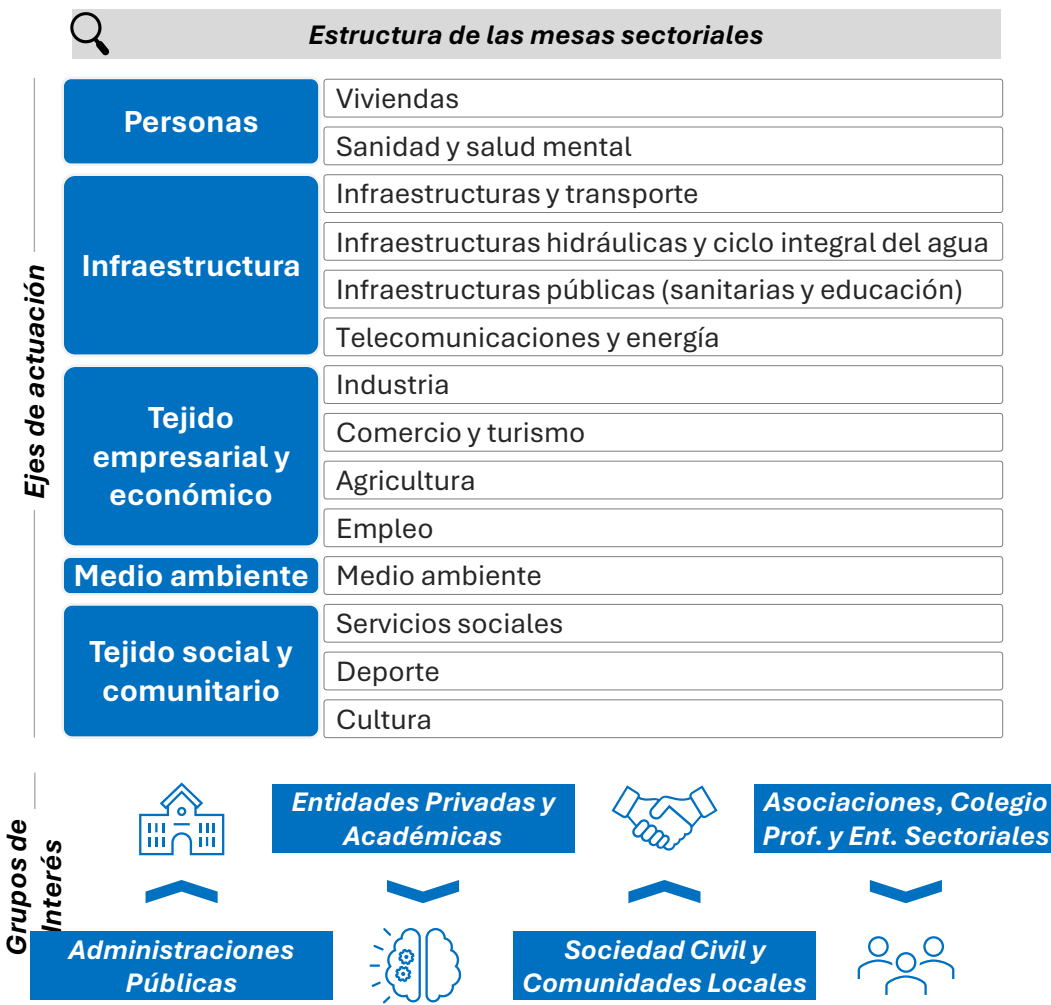 Estructura de las mesas sectoriales
Ejes de actuación
Personas
Viviendas
Sanidad y salud mental
Infraestructura
Infraestructuras y transporte
Infraestructuras hidráulicas y ciclo integral del agua
Infraestructuras públicas (sanitarias y educación)
Telecomunicaciones y energía
Tejido
empresarial y
económico
Industria
Comercio y turismo
Agricultura
Empleo
Medio ambiente
Medio ambiente
Tejido social y
comunitario
Servicios sociales
Deporte
Cultura
Grupos de
Interés
Entidades Privadas y
Académicas
Asociaciones, Colegio
Prof. y Ent. Sectoriales
Administraciones
Públicas
Sociedad Civil y
Comunidades Locales